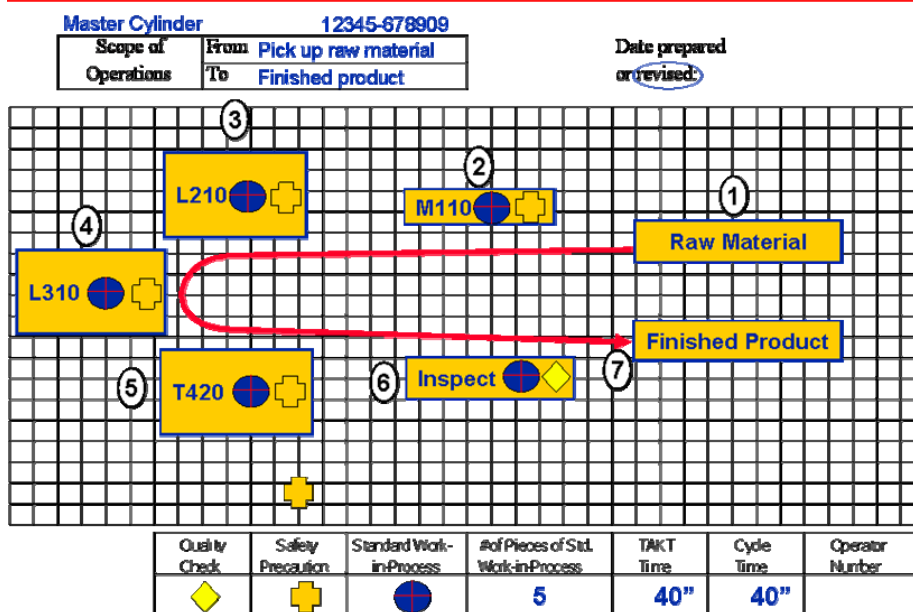 Master Cylinder 12345-678909
Scope of Operations From Pick up raw material
To Finished product
Date prepared
or revised:
3
2
1
L210
M110
4
Raw Material
L310
Finished Product
7
5
T420
6
Inspect
Quality Check Safety Precaution Standard Work-in-Process #of Pieces of Std. Work-in-Process TAKT Time Cycle Time Operator Number
5 40” 40”